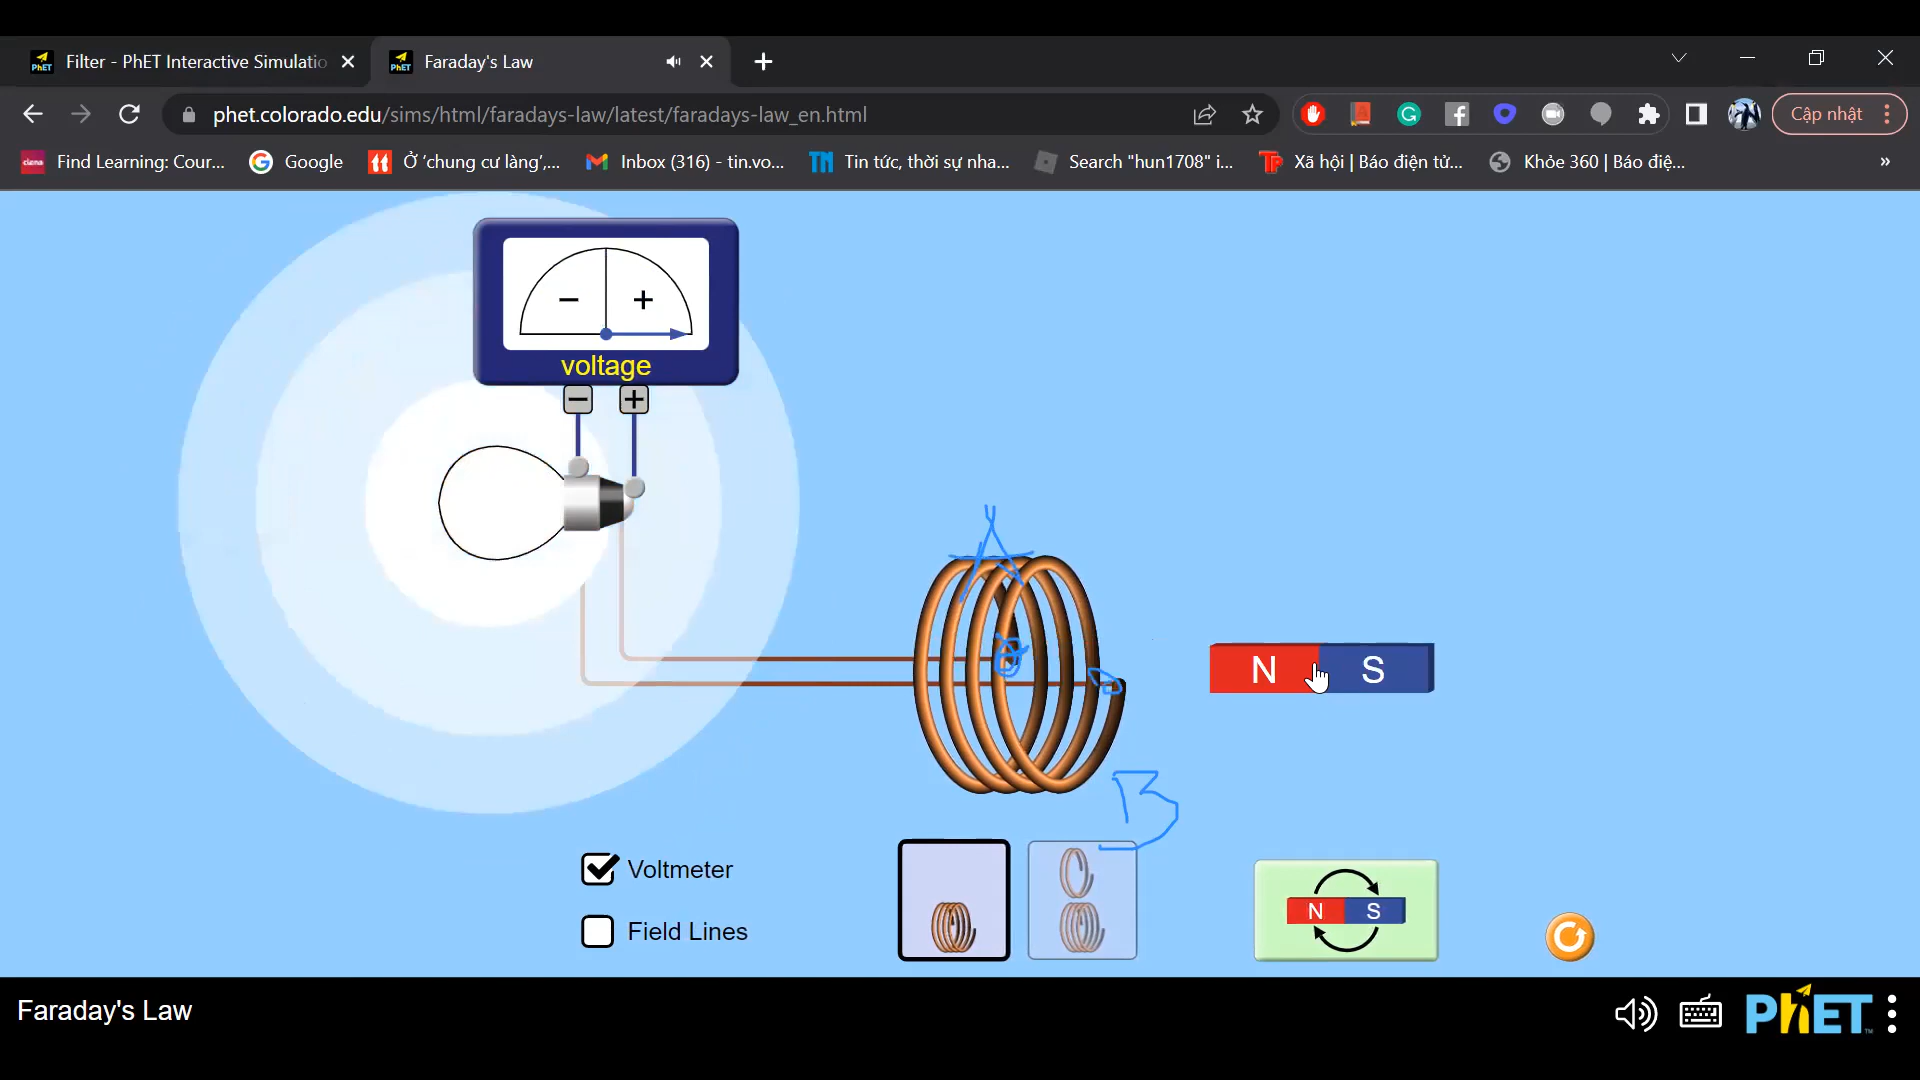 Filter - PhET Interactive Simulatio
Faraday's Law
phet.colorado.edu/sims/html/faradays-law/latest/faradays-law_en.html
Cập nhật
Find Learning: Cour...
Google
Ở 'chung cư làng',...
Inbox (316) - tin.vo...
TN Tin tức, thời sự nha...
Search "hun1708" i...
TP Xã hội | Báo điện tử...
Khỏe 360 | Báo điệ...
»
− +
voltage
− +
A
N S
B
Voltmeter
Field Lines
N S
Faraday's Law
PhET